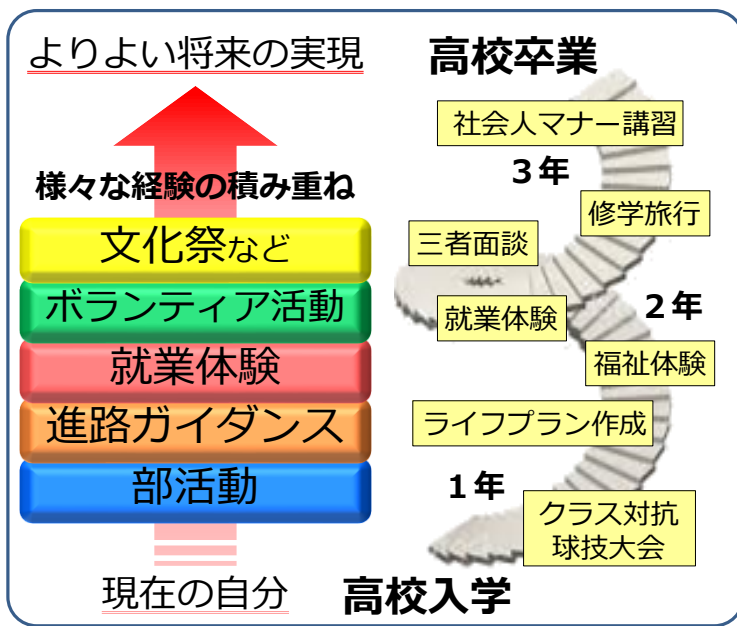 よりよい将来の実現
様々な経験の積み重ね
文化祭など
ボランティア活動
就業体験
進路ガイダンス
部活動
現在の自分
高校卒業
社会人マナー講習
３年
修学旅行
三者面談
２年
就業体験
福祉体験
ライフプラン作成
１年
クラス対抗
球技大会
高校入学